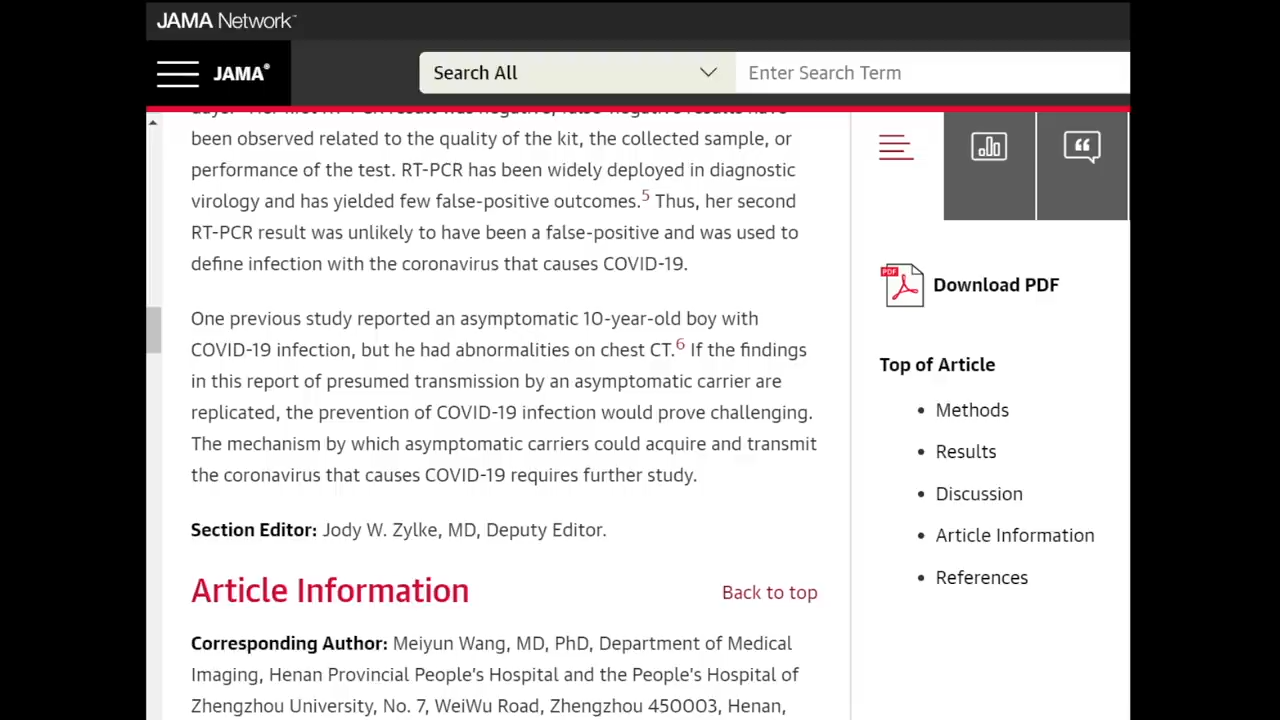 JAMA Network™
JAMA®
Search All
Enter Search Term
been observed related to the quality of the kit, the collected sample, or
performance of the test. RT-PCR has been widely deployed in diagnostic
virology and has yielded few false-positive outcomes.5 Thus, her second
RT-PCR result was unlikely to have been a false-positive and was used to
define infection with the coronavirus that causes COVID-19.
One previous study reported an asymptomatic 10-year-old boy with
COVID-19 infection, but he had abnormalities on chest CT.6 If the findings
in this report of presumed transmission by an asymptomatic carrier are
replicated, the prevention of COVID-19 infection would prove challenging.
The mechanism by which asymptomatic carriers could acquire and transmit
the coronavirus that causes COVID-19 requires further study.
Section Editor: Jody W. Zylke, MD, Deputy Editor.
Article Information
Back to top
Corresponding Author: Meiyun Wang, MD, PhD, Department of Medical
Imaging, Henan Provincial People's Hospital and the People's Hospital of
Zhengzhou University, No. 7, WeiWu Road, Zhengzhou 450003, Henan,
PDF
Download PDF
Top of Article
• Methods
• Results
• Discussion
• Article Information
• References